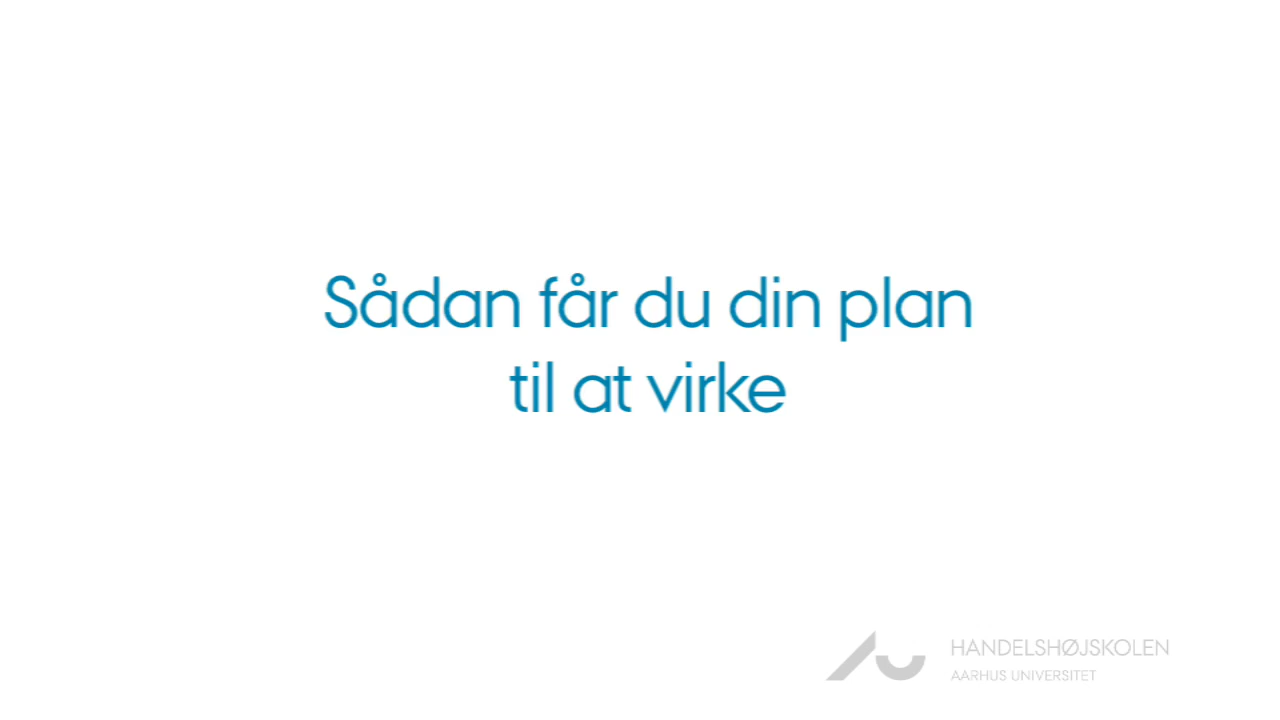 Sådan får du din plan
til at virke
HANDELSHØJSKOLEN
AARHUS UNIVERSITET